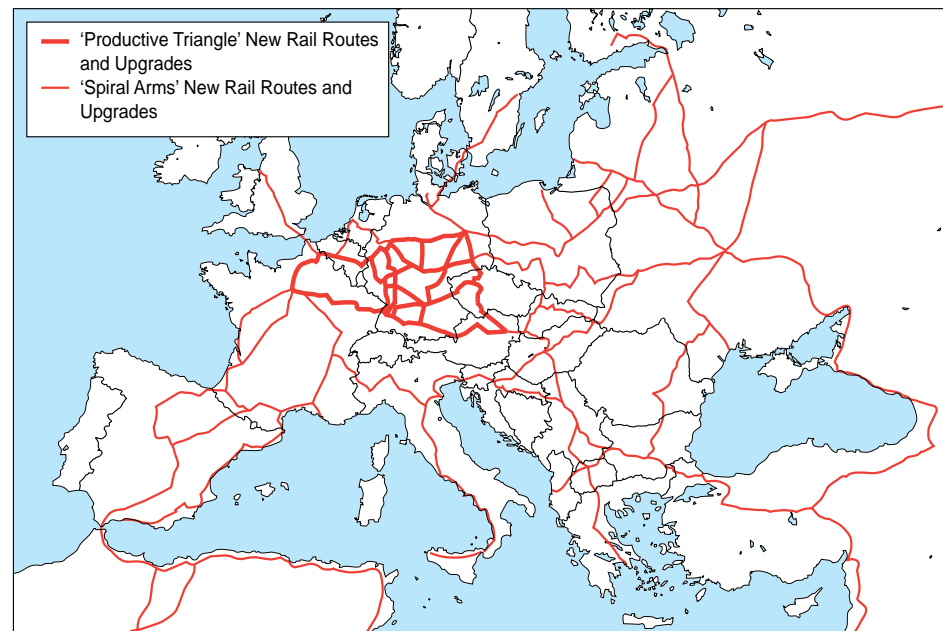 ‘Productive Triangle’ New Rail Routes
and Upgrades
‘Spiral Arms’ New Rail Routes and
Upgrades